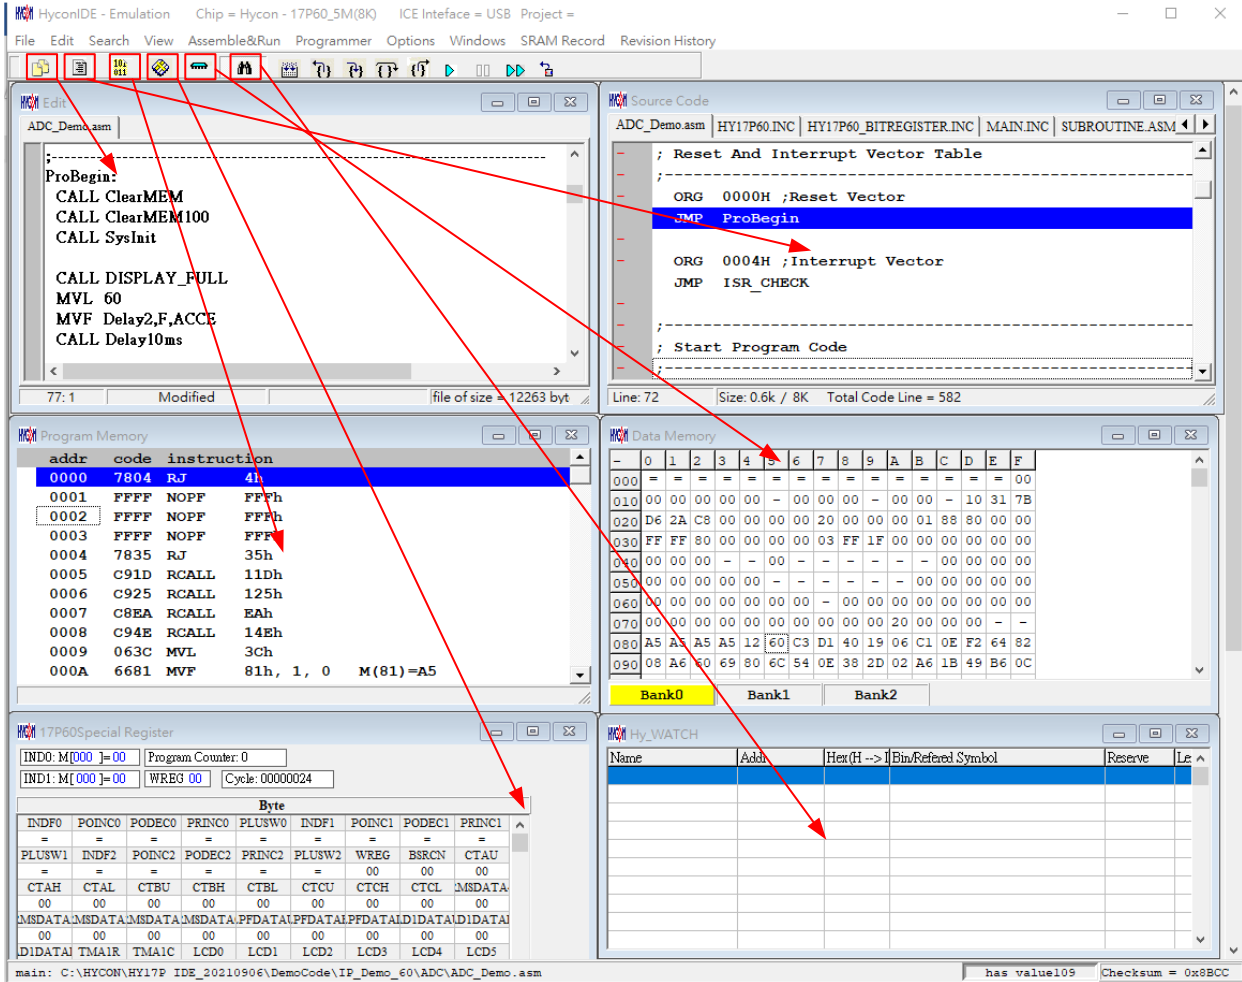 HyconIDE - Emulation Chip = Hycon - 17P60_5M(8K) ICE Inteface = USB Project =
File Edit Search View Assemble&Run Programmer Options Windows SRAM Record Revision History
Edit
ADC_Demo.asm
;----------------------------------------------------------------
ProBegin:
CALL ClearMEM
CALL ClearMEM100
CALL SysInit
CALL DISPLAY_FULL
MVL 60
MVF Delay2,F,ACCE
CALL Delay10ms
77: 1 Modified file of size = 12263 byt
Source Code
ADC_Demo.asm HY17P60.INC HY17P60_BITREGISTER.INC MAIN.INC SUBROUTINE.ASM
; Reset And Interrupt Vector Table
;----------------------------------------------------------------
ORG 0000H ;Reset Vector
JMP ProBegin
ORG 0004H ;Interrupt Vector
JMP ISR_CHECK
;----------------------------------------------------------------
; Start Program Code
;----------------------------------------------------------------
Line: 72 Size: 0.6k / 8K Total Code Line = 582
Program Memory
addr code instruction
0000 7804 RJ 4h
0001 FFFF NOPF FFFh
0002 FFFF NOPF FFFh
0003 FFFF NOPF FFFh
0004 7835 RJ 35h
0005 C91D RCALL 11Dh
0006 C925 RCALL 125h
0007 C8EA RCALL EAh
0008 C94E RCALL 14Eh
0009 063C MVL 3Ch
000A 6681 MVF 81h, 1, 0 M(81)=A5
Data Memory
- 0 1 2 3 4 5 6 7 8 9 A B C D E F
000 = = = = = = = = = = = = = = = 00
010 00 00 00 00 00 - 00 00 00 - 00 00 - 10 31 7B
020 D6 2A C8 00 00 00 00 20 00 00 00 01 88 80 00 00
030 FF FF 80 00 00 00 00 03 FF 1F 00 00 00 00 00 00
040 00 00 00 - - 00 - - - - - - 00 00 00 00
050 00 00 00 00 00 - - - - - - 00 00 00 00 00
060 00 00 00 00 00 00 00 - 00 00 00 00 00 00 00 00
070 00 00 00 00 00 00 00 00 00 00 20 00 00 00 - -
080 A5 A5 A5 A5 12 60 C3 D1 40 19 06 C1 0E F2 64 82
090 08 A6 60 69 80 6C 54 0E 38 2D 02 A6 1B 49 B6 0C
Bank0 Bank1 Bank2
17P60Special Register
IND0: M[000 ]= 00 Program Counter: 0
IND1: M[ 000 ]= 00 WREG 00 Cycle: 00000024
Byte
INDF0 POINC0 PODEC0 PRINC0 PLUSW0 INDF1 POINC1 PODEC1 PRINC1
= = = = = = = = =
PLUSW1 INDF2 POINC2 PODEC2 PRINC2 PLUSW2 WREG BSRCN CTAU
= = = = = = 00 00 00
CTAH CTAL CTBU CTBH CTBL CTCU CTCH CTCL MSDATA
00 00 00 00 00 00 00 00 00
MSDATA MSDATA MSDATA MSDATA PFDATA PFDATA PFDATA D1DATA D1DATA
00 00 00 00 00 00 00 00 00
D1DATA TMA1R TMA1C LCD0 LCD1 LCD2 LCD3 LCD4 LCD5
Hy_WATCH
Name Addr Hex(H --> Bin/Refered Symbol Reserve Le
main: C:\HYCON\HY17P IDE_20210906\DemoCode\IP_Demo_60\ADC\ADC_Demo.asm has value109 Checksum = 0x8BCC